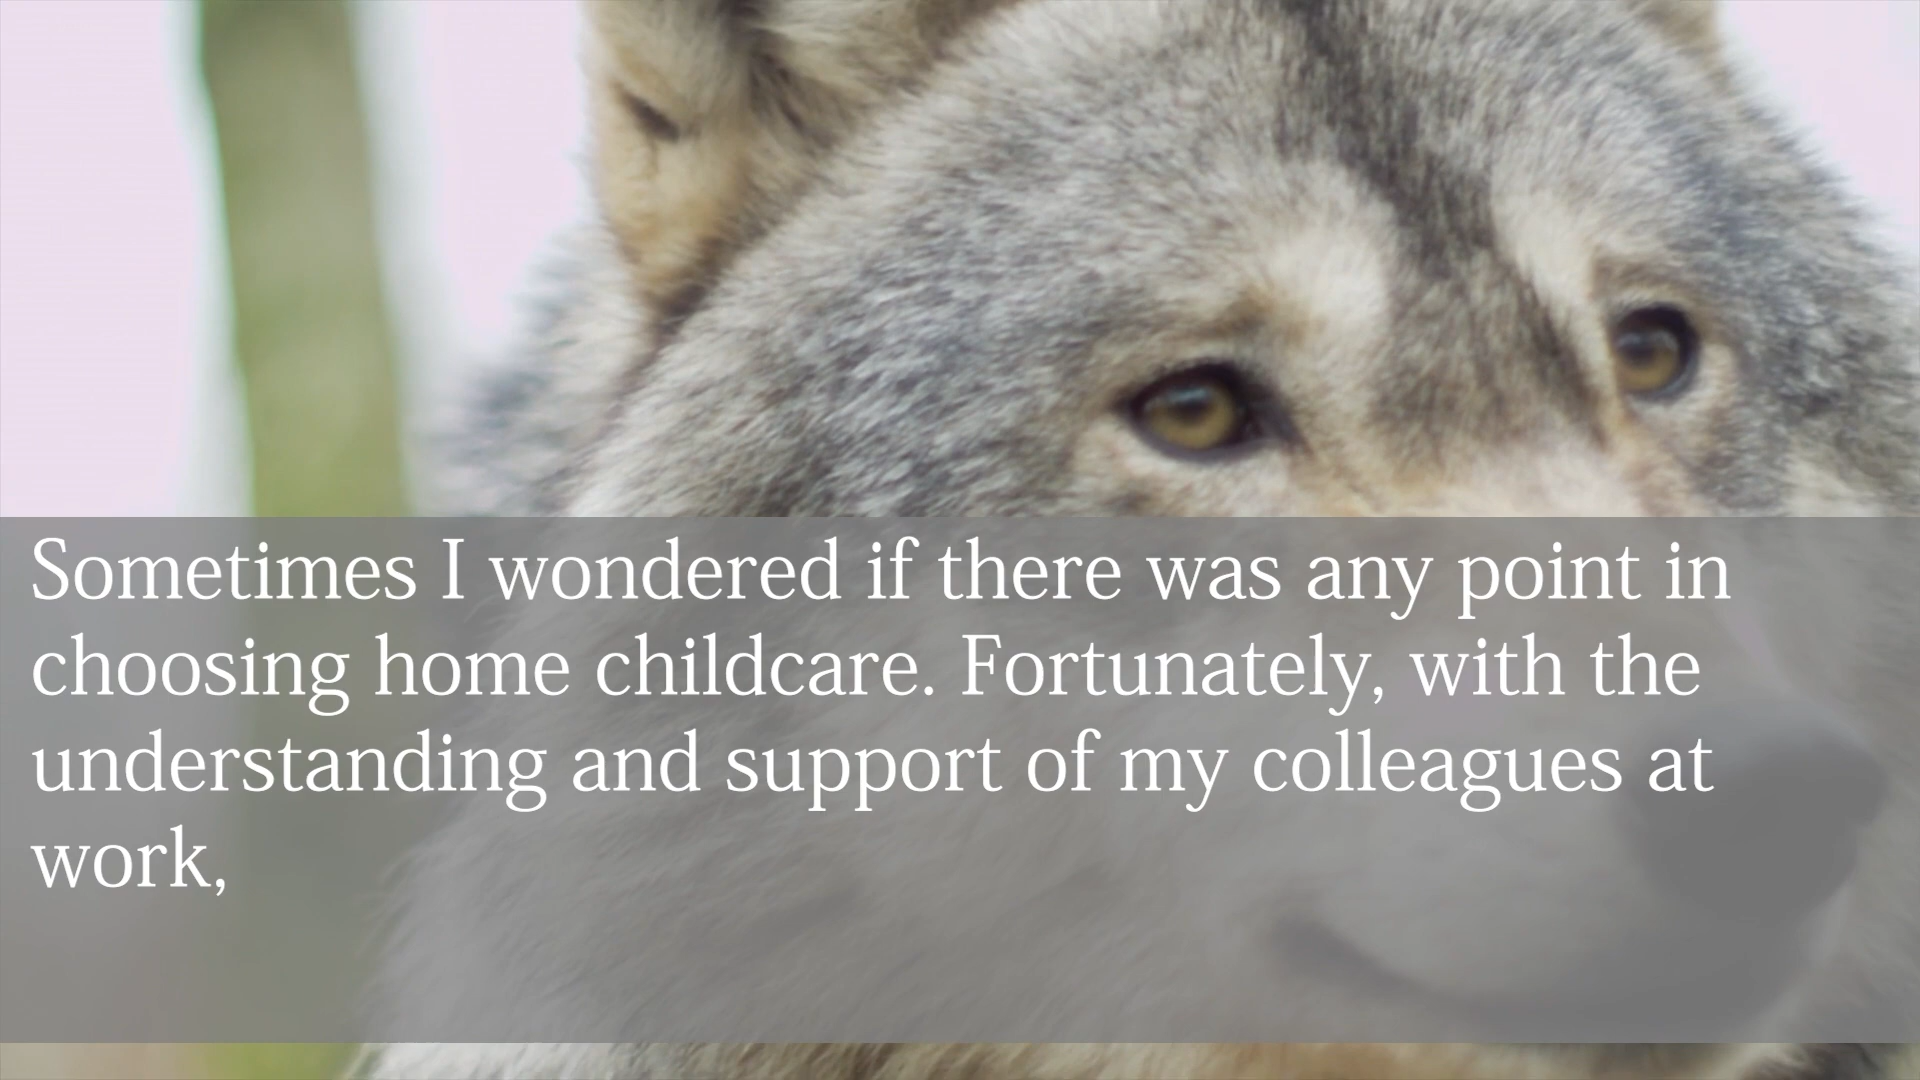 Sometimes I wondered if there was any point in
choosing home childcare. Fortunately, with the
understanding and support of my colleagues at
work,